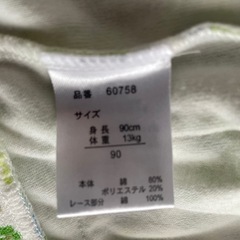 品番 60758
サイズ
身長 90cm
体重 13kg
90
本体 綿 80%
ポリエステル 20%
レース部分 綿 100%